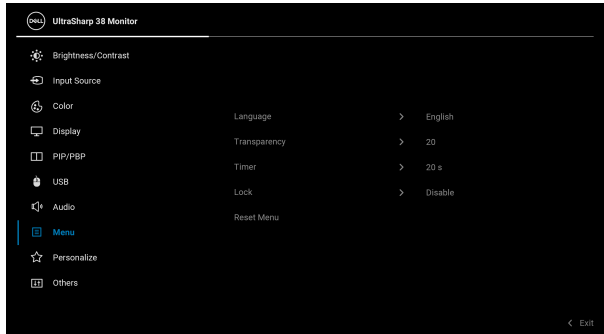 DELL UltraSharp 38 Monitor
Brightness/Contrast
Input Source
Color
Display
PIP/PBP
USB
Audio
Menu
Personalize
Others
Language > English
Transparency > 20
Timer > 20 s
Lock > Disable
Reset Menu
< Exit